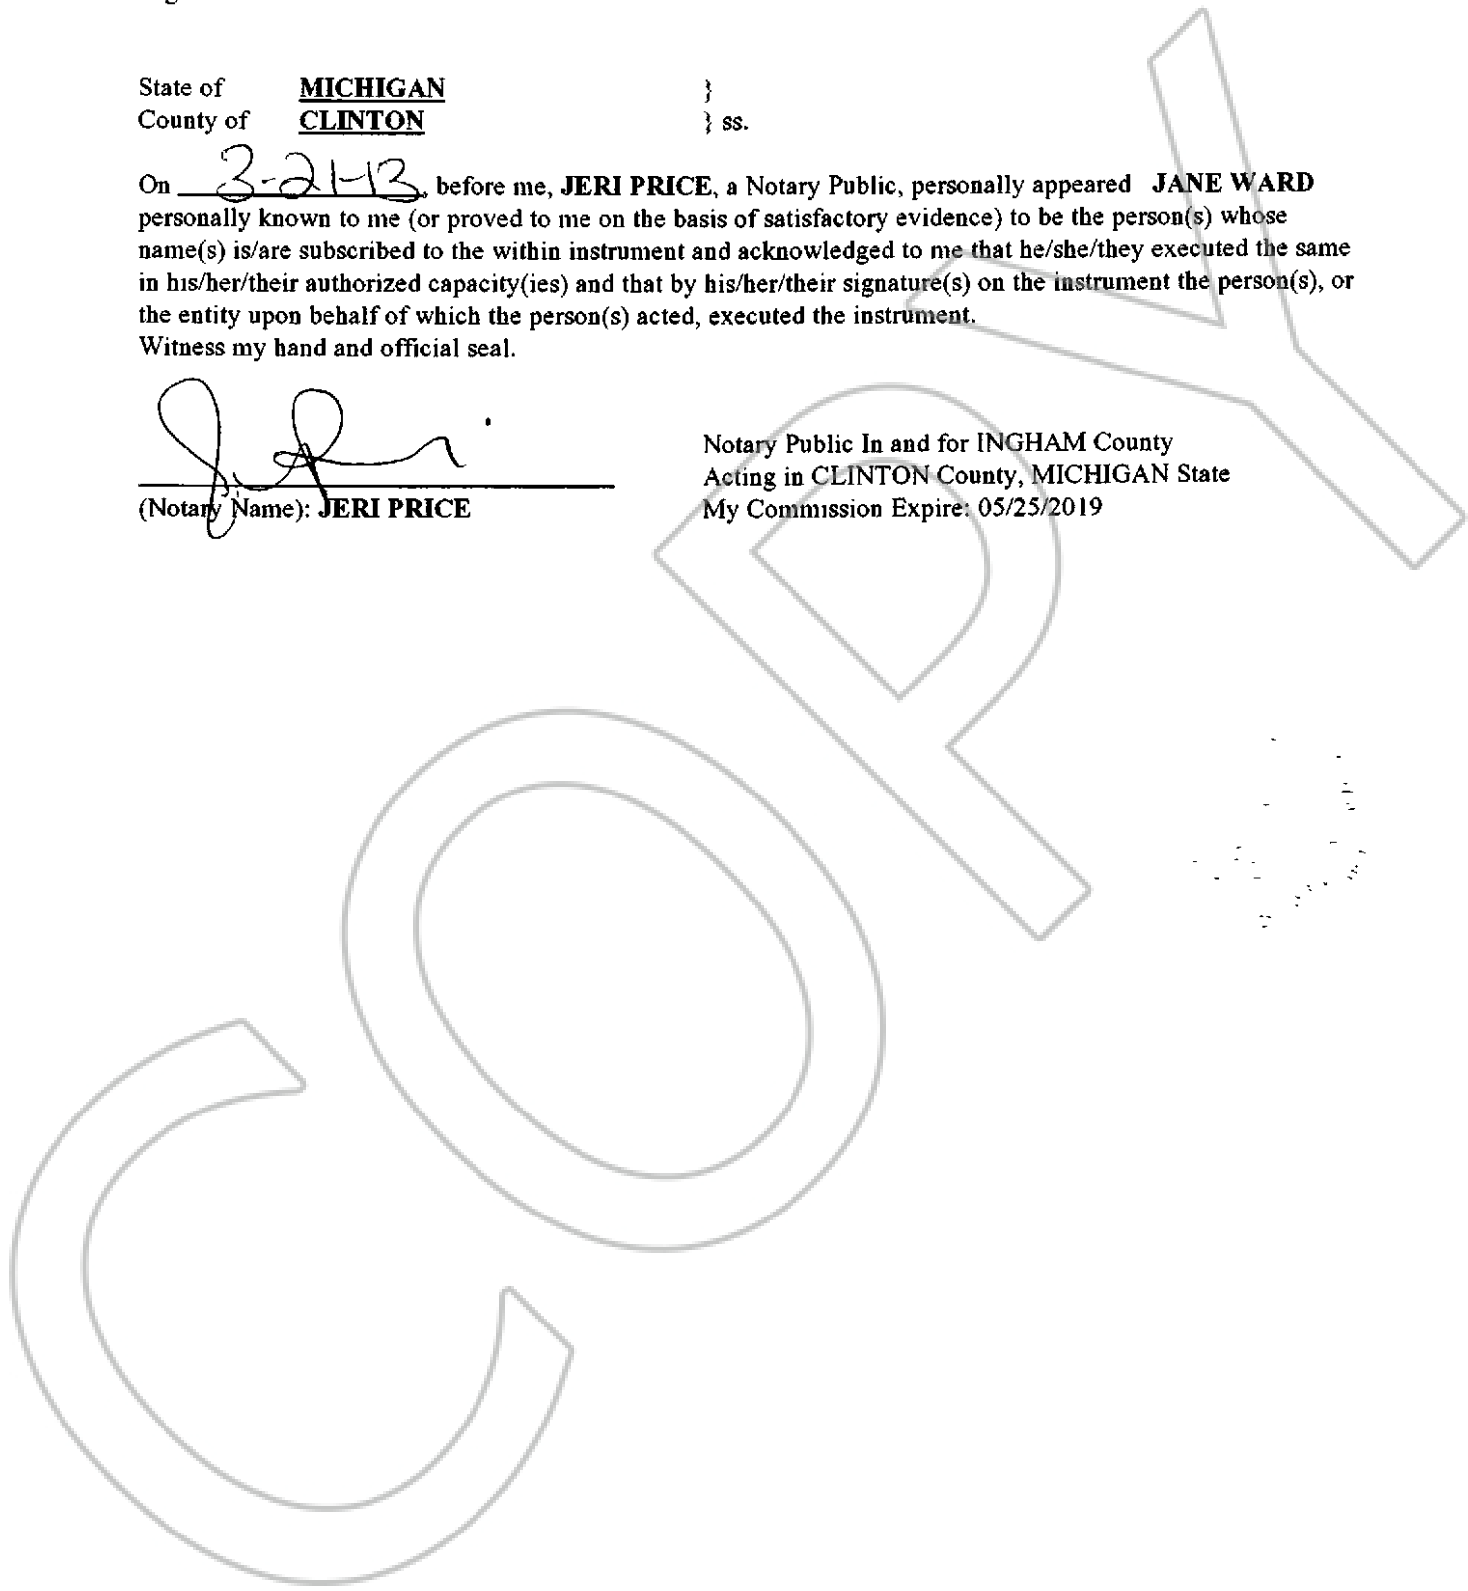 State of MICHIGAN }
County of CLINTON } ss.
On 3-21-13, before me, JERI PRICE, a Notary Public, personally appeared JANE WARD
personally known to me (or proved to me on the basis of satisfactory evidence) to be the person(s) whose
name(s) is/are subscribed to the within instrument and acknowledged to me that he/she/they executed the same
in his/her/their authorized capacity(ies) and that by his/her/their signature(s) on the instrument the person(s), or
the entity upon behalf of which the person(s) acted, executed the instrument.
Witness my hand and official seal.
Notary Public In and for INGHAM County
Acting in CLINTON County, MICHIGAN State
(Notary Name): JERI PRICE My Commission Expire: 05/25/2019
COPY